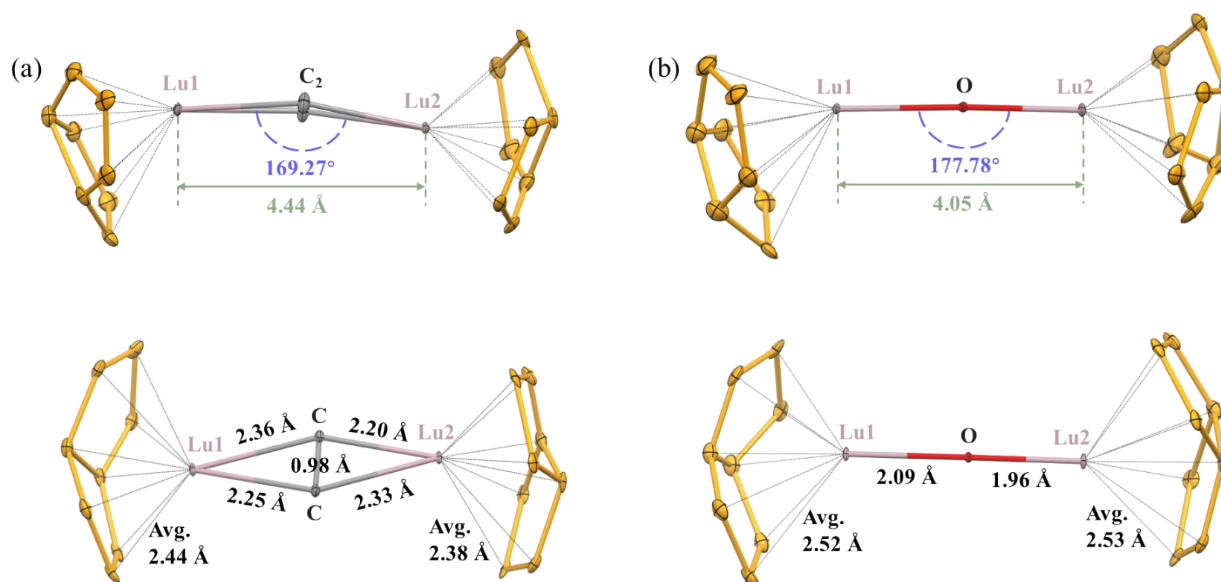 (a)
Lu1
C₂
Lu2
169.27°
4.44 Å
(b)
Lu1
O
Lu2
177.78°
4.05 Å
Lu1
2.36 Å
C
2.20 Å
Lu2
0.98 Å
2.25 Å
C
2.33 Å
Avg.
2.44 Å
Avg.
2.38 Å
Lu1
O
Lu2
2.09 Å
1.96 Å
Avg.
2.52 Å
Avg.
2.53 Å